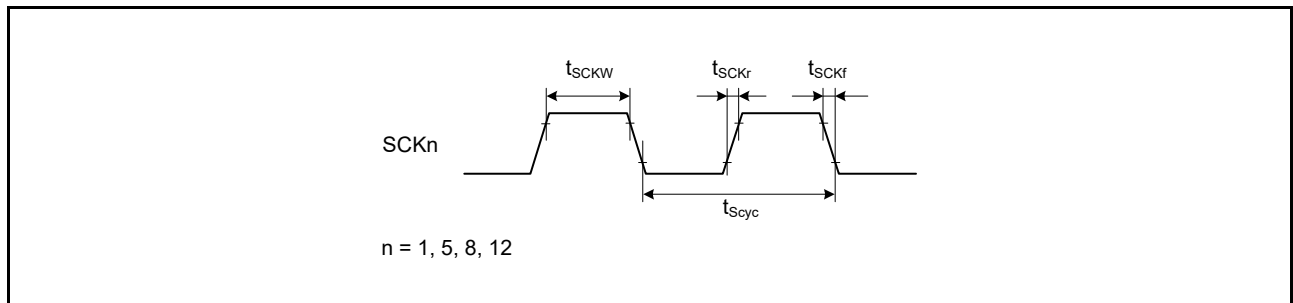 tSCKW
tSCKr
tSCKf
SCKn
tScyc
n = 1, 5, 8, 12